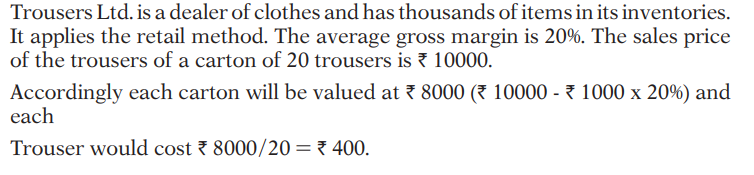 Trousers Ltd. is a dealer of clothes and has thousands of items in its inventories.
It applies the retail method. The average gross margin is 20%. The sales price
of the trousers of a carton of 20 trousers is ₹ 10000.
Accordingly each carton will be valued at ₹ 8000 (₹ 10000 - ₹ 1000 x 20%) and
each
Trouser would cost ₹ 8000/20 = ₹ 400.